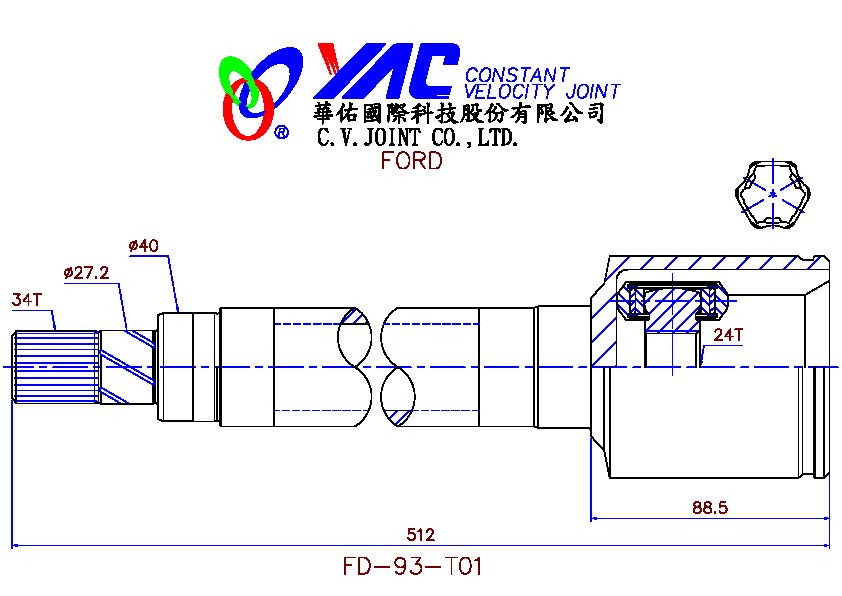 YAC CONSTANT
VELOCITY JOINT
®
華佑國際科技股份有限公司
C.V.JOINT CO.,LTD.
FORD
ø40
ø27.2
34T
24T
88.5
512
FD-93-T01